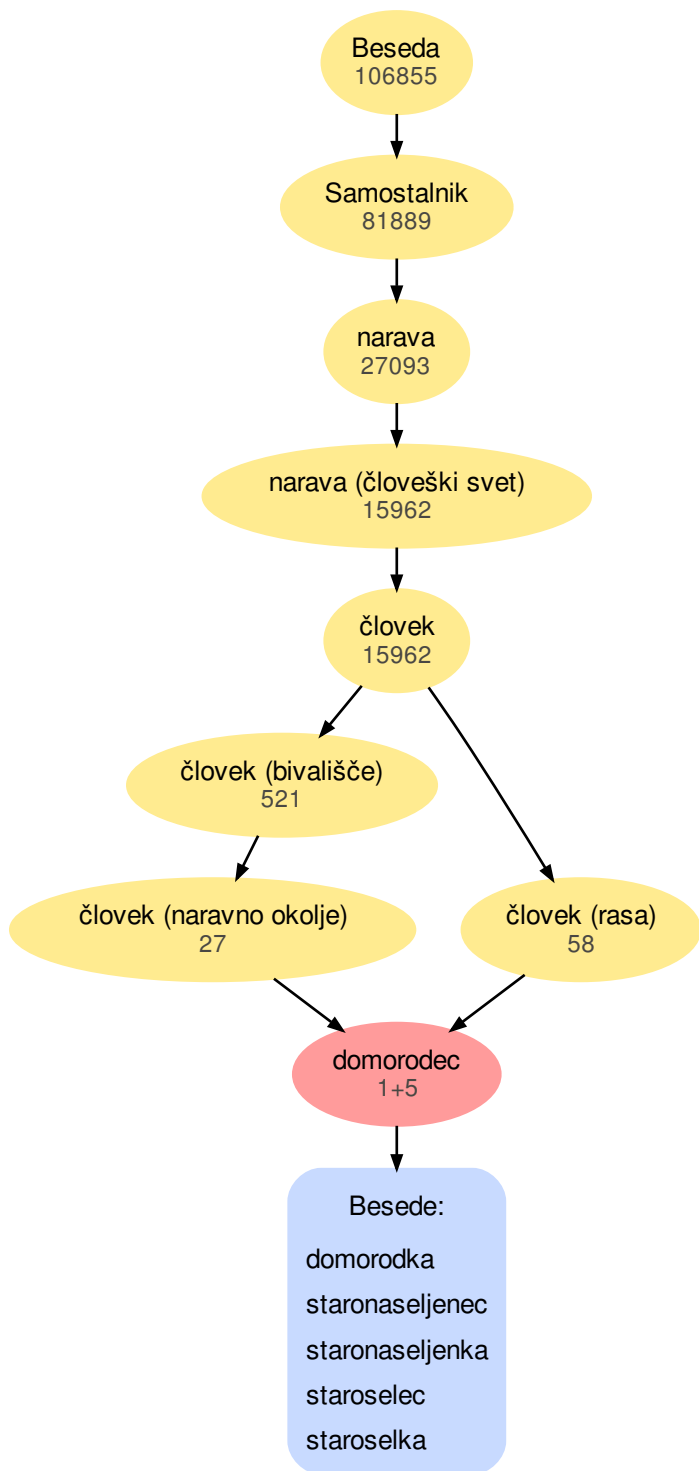 Beseda
106855
Samostalnik
81889
narava
27093
narava (človeški svet)
15962
človek
15962
človek (bivališče)
521
človek (naravno okolje)
27
človek (rasa)
58
domorodec
1+5
Besede:
domorodka
staronaseljenec
staronaseljenka
staroselec
staroselka